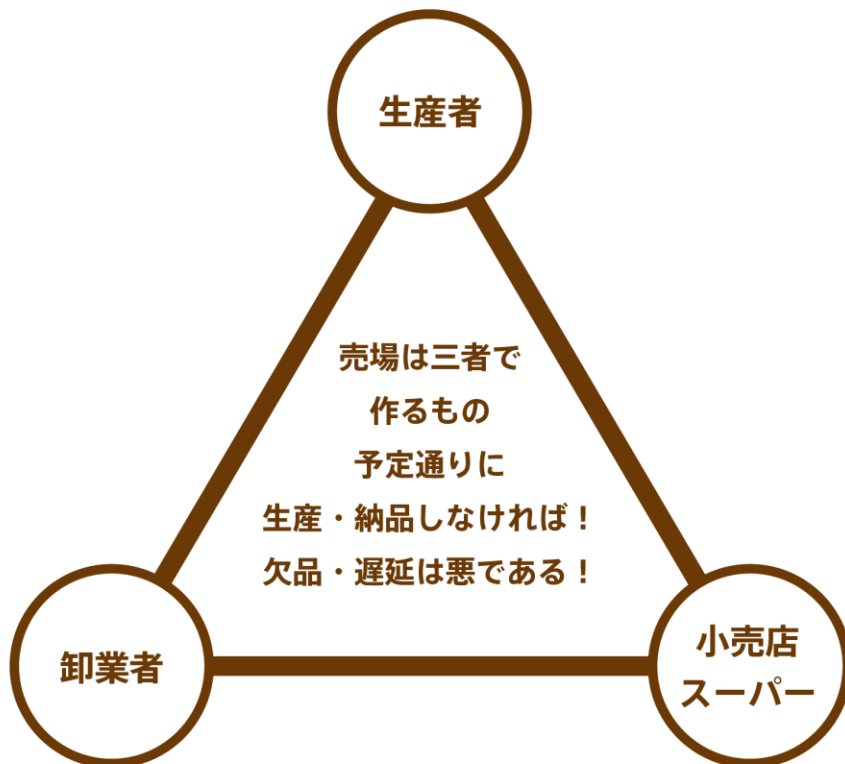 生産者
売場は三者で
作るもの
予定通りに
生産・納品しなければ！
欠品・遅延は悪である！
卸業者
小売店
スーパー